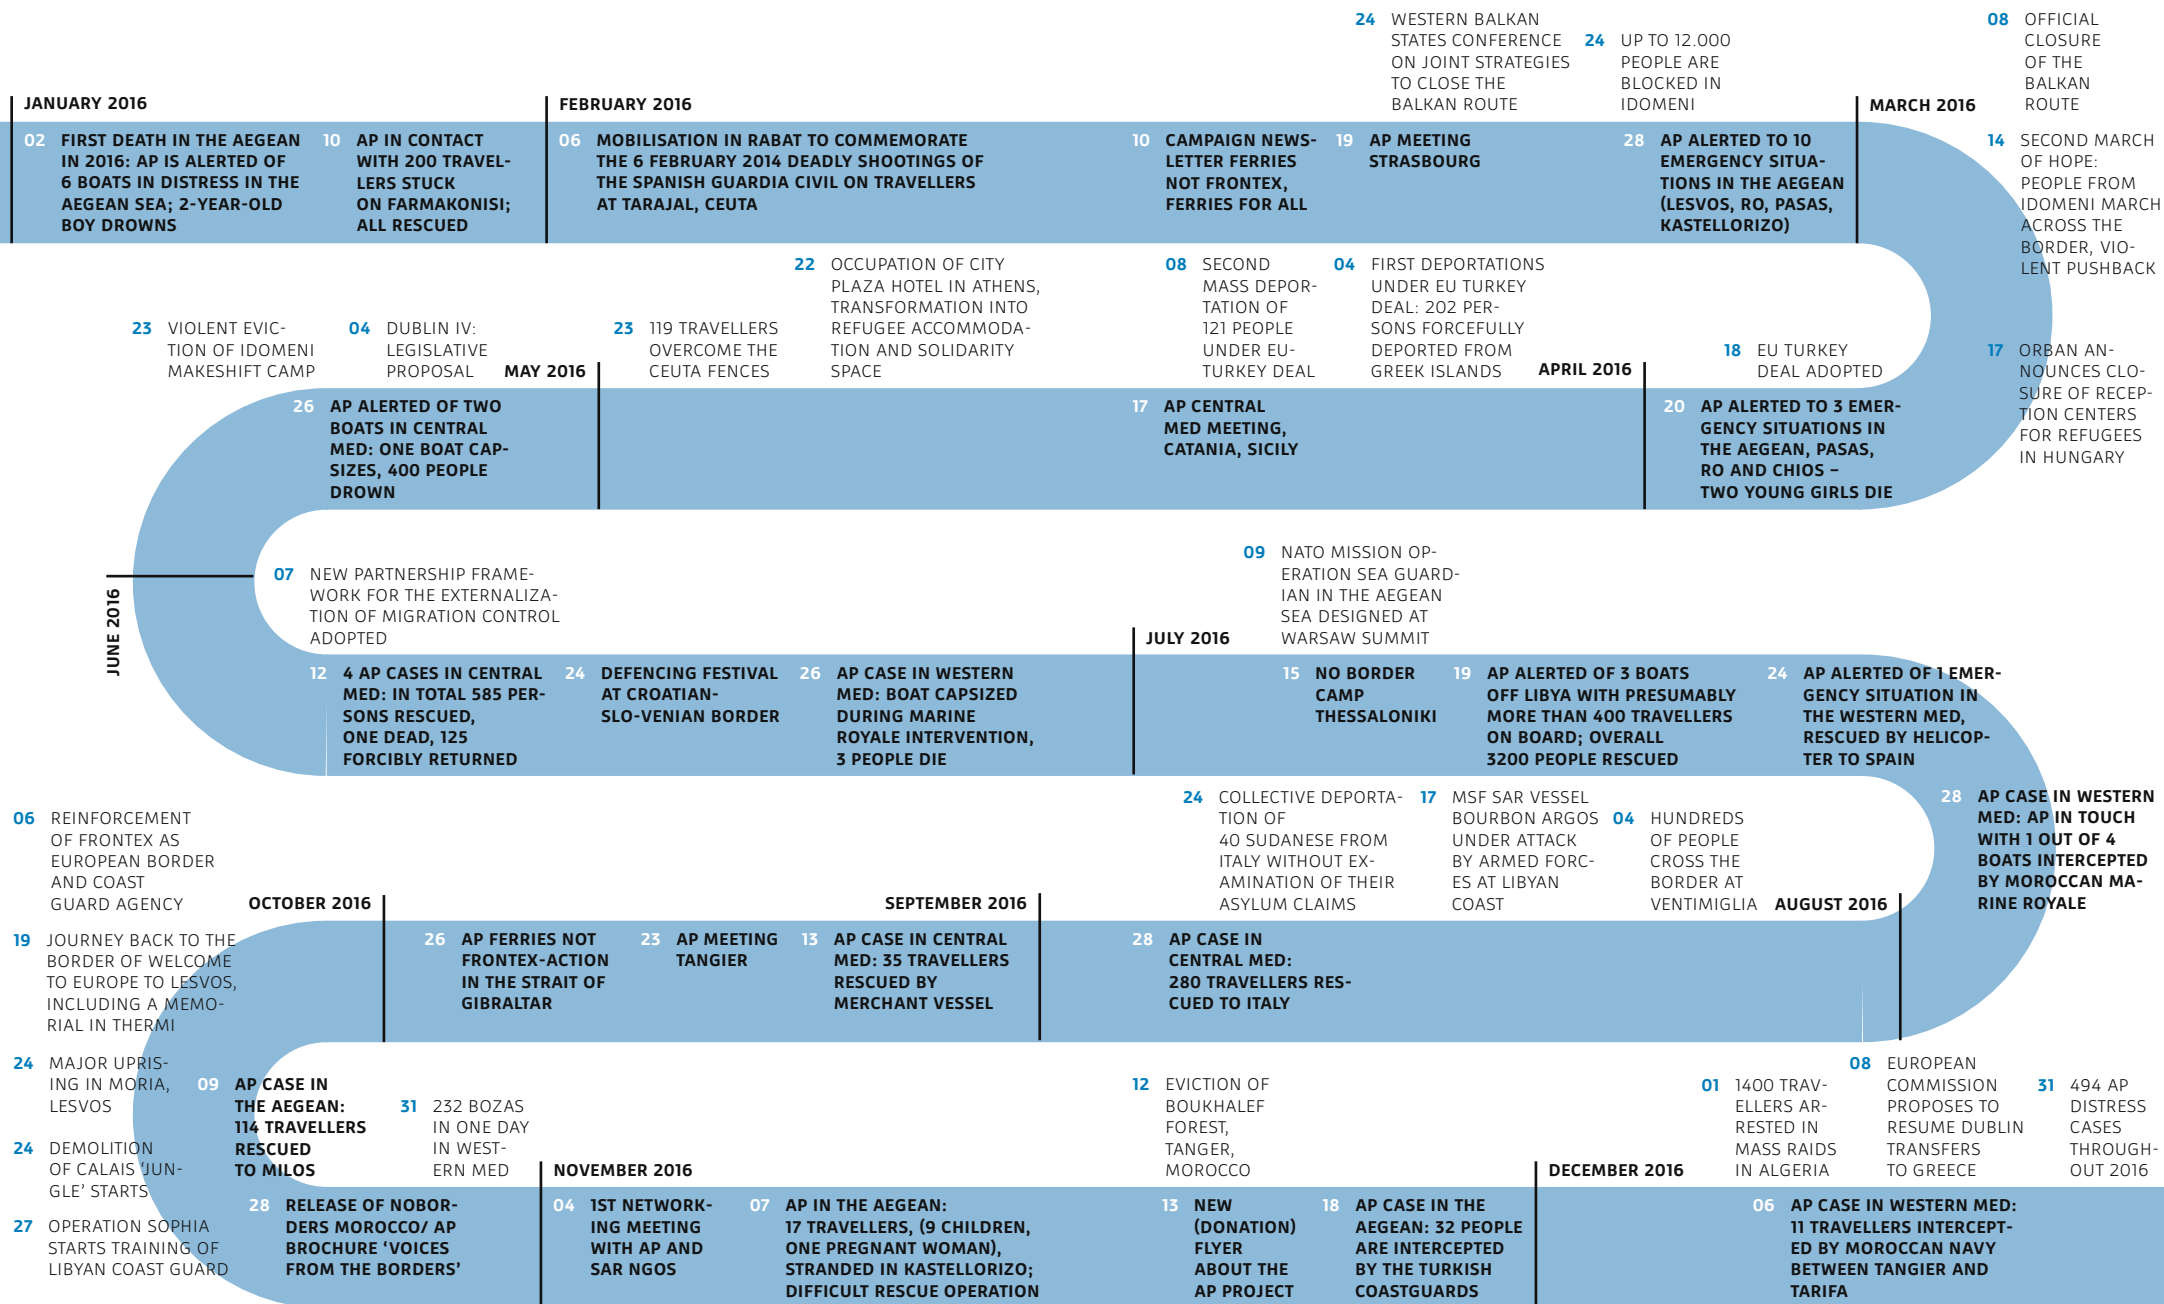 JANUARY 2016
02 FIRST DEATH IN THE AEGEAN
IN 2016: AP IS ALERTED OF
6 BOATS IN DISTRESS IN THE
AEGEAN SEA; 2-YEAR-OLD
BOY DROWNS
10 AP IN CONTACT
WITH 200 TRAVEL-
LERS STUCK
ON FARMAKONISI;
ALL RESCUED
FEBRUARY 2016
06 MOBILISATION IN RABAT TO COMMEMORATE
THE 6 FEBRUARY 2014 DEADLY SHOOTINGS OF
THE SPANISH GUARDIA CIVIL ON TRAVELLERS
AT TARAJAL, CEUTA
10 CAMPAIGN NEWS-
LETTER FERRIES
NOT FRONTEX,
FERRIES FOR ALL
19 AP MEETING
STRASBOURG
24 WESTERN BALKAN
STATES CONFERENCE
ON JOINT STRATEGIES
TO CLOSE THE
BALKAN ROUTE
24 UP TO 12.000
PEOPLE ARE
BLOCKED IN
IDOMENI
28 AP ALERTED TO 10
EMERGENCY SITUA-
TIONS IN THE AEGEAN
(LESVOS, RO, PASAS,
KASTELLORIZO)
MARCH 2016
08 OFFICIAL
CLOSURE
OF THE
BALKAN
ROUTE
14 SECOND MARCH
OF HOPE:
PEOPLE FROM
IDOMENI MARCH
ACROSS THE
BORDER, VIO-
LENT PUSHBACK
17 ORBAN AN-
NOUNCES CLO-
SURE OF RECEP-
TION CENTERS
FOR REFUGEES
IN HUNGARY
18 EU TURKEY
DEAL ADOPTED
20 AP ALERTED TO 3 EMER-
GENCY SITUATIONS IN
THE AEGEAN, PASAS,
RO AND CHIOS –
TWO YOUNG GIRLS DIE
APRIL 2016
04 FIRST DEPORTATIONS
UNDER EU TURKEY
DEAL: 202 PER-
SONS FORCEFULLY
DEPORTED FROM
GREEK ISLANDS
08 SECOND
MASS DEPOR-
TATION OF
121 PEOPLE
UNDER EU-
TURKEY DEAL
17 AP CENTRAL
MED MEETING,
CATANIA, SICILY
22 OCCUPATION OF CITY
PLAZA HOTEL IN ATHENS,
TRANSFORMATION INTO
REFUGEE ACCOMMODA-
TION AND SOLIDARITY
SPACE
23 119 TRAVELLERS
OVERCOME THE
CEUTA FENCES
MAY 2016
04 DUBLIN IV:
LEGISLATIVE
PROPOSAL
23 VIOLENT EVIC-
TION OF IDOMENI
MAKESHIFT CAMP
26 AP ALERTED OF TWO
BOATS IN CENTRAL
MED: ONE BOAT CAP-
SIZES, 400 PEOPLE
DROWN
JUNE 2016
07 NEW PARTNERSHIP FRAME-
WORK FOR THE EXTERNALIZA-
TION OF MIGRATION CONTROL
ADOPTED
12 4 AP CASES IN CENTRAL
MED: IN TOTAL 585 PER-
SONS RESCUED,
ONE DEAD, 125
FORCIBLY RETURNED
24 DEFENCING FESTIVAL
AT CROATIAN-
SLO-VENIAN BORDER
26 AP CASE IN WESTERN
MED: BOAT CAPSIZED
DURING MARINE
ROYALE INTERVENTION,
3 PEOPLE DIE
JULY 2016
09 NATO MISSION OP-
ERATION SEA GUARD-
IAN IN THE AEGEAN
SEA DESIGNED AT
WARSAW SUMMIT
15 NO BORDER
CAMP
THESSALONIKI
19 AP ALERTED OF 3 BOATS
OFF LIBYA WITH PRESUMABLY
MORE THAN 400 TRAVELLERS
ON BOARD; OVERALL
3200 PEOPLE RESCUED
24 AP ALERTED OF 1 EMER-
GENCY SITUATION IN
THE WESTERN MED,
RESCUED BY HELICOP-
TER TO SPAIN
28 AP CASE IN WESTERN
MED: AP IN TOUCH
WITH 1 OUT OF 4
BOATS INTERCEPTED
BY MOROCCAN MA-
RINE ROYALE
AUGUST 2016
04 HUNDREDS
OF PEOPLE
CROSS THE
BORDER AT
VENTIMIGLIA
17 MSF SAR VESSEL
BOURBON ARGOS
UNDER ATTACK
BY ARMED FORC-
ES AT LIBYAN
COAST
24 COLLECTIVE DEPORTA-
TION OF
40 SUDANESE FROM
ITALY WITHOUT EX-
AMINATION OF THEIR
ASYLUM CLAIMS
28 AP CASE IN
CENTRAL MED:
280 TRAVELLERS RES-
CUED TO ITALY
SEPTEMBER 2016
13 AP CASE IN CENTRAL
MED: 35 TRAVELLERS
RESCUED BY
MERCHANT VESSEL
23 AP MEETING
TANGIER
26 AP FERRIES NOT
FRONTEX-ACTION
IN THE STRAIT OF
GIBRALTAR
OCTOBER 2016
06 REINFORCEMENT
OF FRONTEX AS
EUROPEAN BORDER
AND COAST
GUARD AGENCY
19 JOURNEY BACK TO THE
BORDER OF WELCOME
TO EUROPE TO LESVOS,
INCLUDING A MEMO-
RIAL IN THERMI
24 MAJOR UPRIS-
ING IN MORIA,
LESVOS
24 DEMOLITION
OF CALAIS ‘JUN-
GLE’ STARTS
27 OPERATION SOPHIA
STARTS TRAINING OF
LIBYAN COAST GUARD
09 AP CASE IN
THE AEGEAN:
114 TRAVELLERS
RESCUED
TO MILOS
28 RELEASE OF NOBOR-
DERS MOROCCO/ AP
BROCHURE ‘VOICES
FROM THE BORDERS’
31 232 BOZAS
IN ONE DAY
IN WEST-
ERN MED
NOVEMBER 2016
04 1ST NETWORK-
ING MEETING
WITH AP AND
SAR NGOS
07 AP IN THE AEGEAN:
17 TRAVELLERS, (9 CHILDREN,
ONE PREGNANT WOMAN),
STRANDED IN KASTELLORIZO;
DIFFICULT RESCUE OPERATION
12 EVICTION OF
BOUKHALEF
FOREST,
TANGER,
MOROCCO
13 NEW
(DONATION)
FLYER
ABOUT THE
AP PROJECT
18 AP CASE IN THE
AEGEAN: 32 PEOPLE
ARE INTERCEPTED
BY THE TURKISH
COASTGUARDS
DECEMBER 2016
01 1400 TRAV-
ELLERS AR-
RESTED IN
MASS RAIDS
IN ALGERIA
06 AP CASE IN WESTERN MED:
11 TRAVELLERS INTERCEPT-
ED BY MOROCCAN NAVY
BETWEEN TANGIER AND
TARIFA
08 EUROPEAN
COMMISSION
PROPOSES TO
RESUME DUBLIN
TRANSFERS
TO GREECE
31 494 AP
DISTRESS
CASES
THROUGH-
OUT 2016